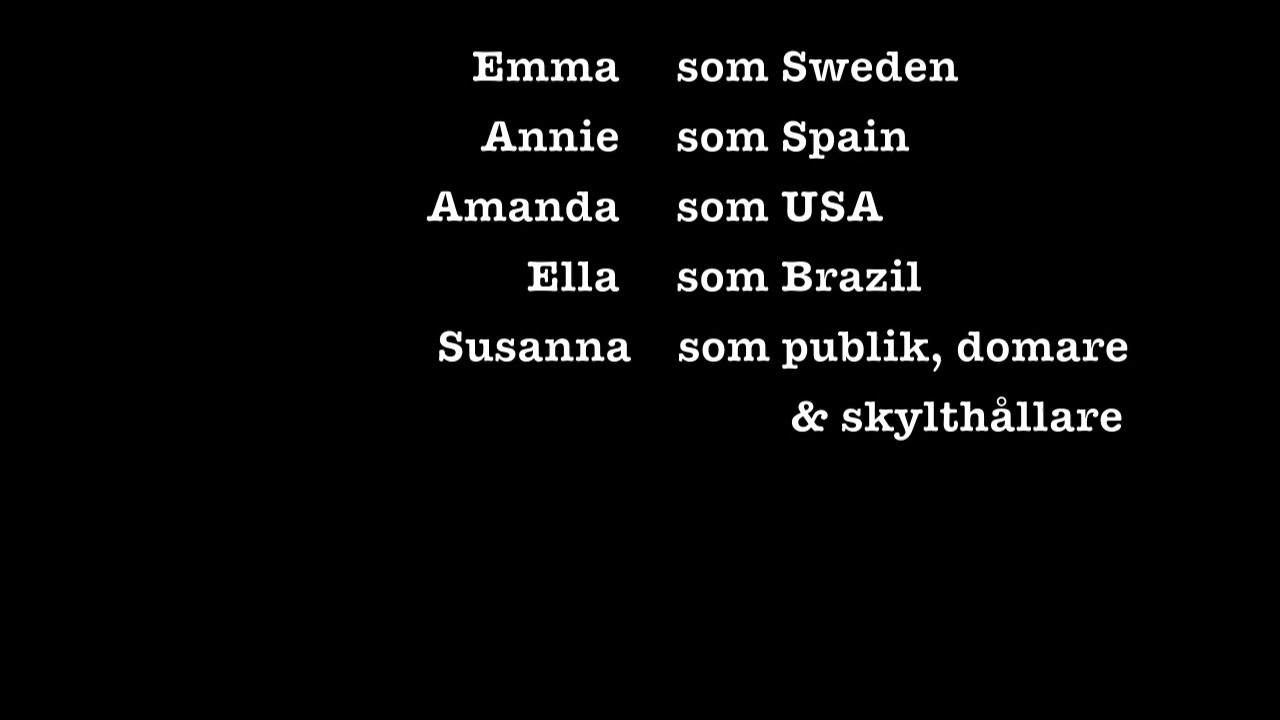 Emma som Sweden
Annie som Spain
Amanda som USA
Ella som Brazil
Susanna som publik, domare
& skylthållare